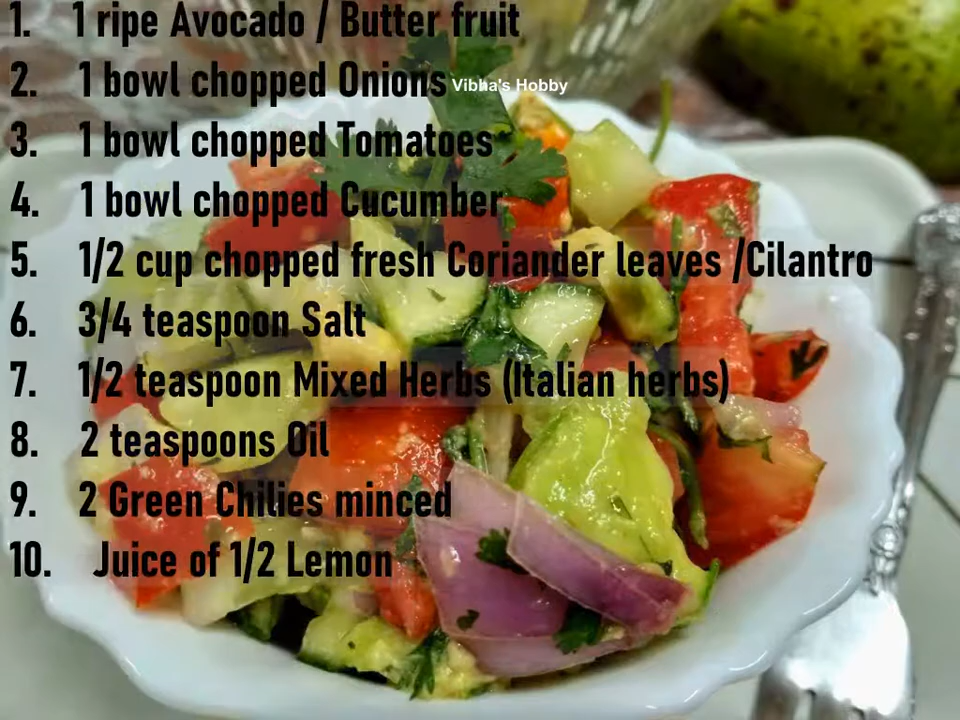 1. 1 ripe Avocado / Butter fruit
2. 1 bowl chopped Onions
Vibha's Hobby
3. 1 bowl chopped Tomatoes
4. 1 bowl chopped Cucumber
5. 1/2 cup chopped fresh Coriander leaves /Cilantro
6. 3/4 teaspoon Salt
7. 1/2 teaspoon Mixed Herbs (Italian herbs)
8. 2 teaspoons Oil
9. 2 Green Chilies minced
10. Juice of 1/2 Lemon